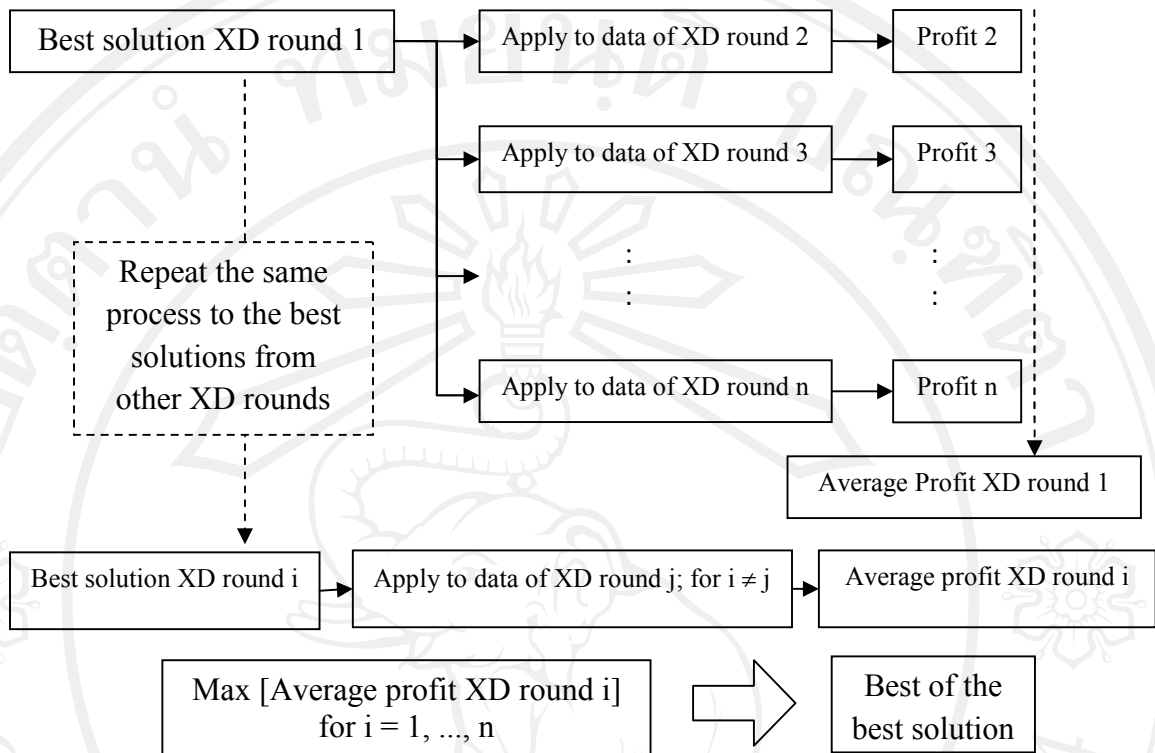 Best solution XD round 1
Apply to data of XD round 2
Profit 2
Apply to data of XD round 3
Profit 3
Repeat the same
process to the best
solutions from
other XD rounds
:
:
:
:
Apply to data of XD round n
Profit n
Average Profit XD round 1
Best solution XD round i
Apply to data of XD round j; for i ≠ j
Average profit XD round i
Max [Average profit XD round i]
for i = 1, ..., n
Best of the
best solution